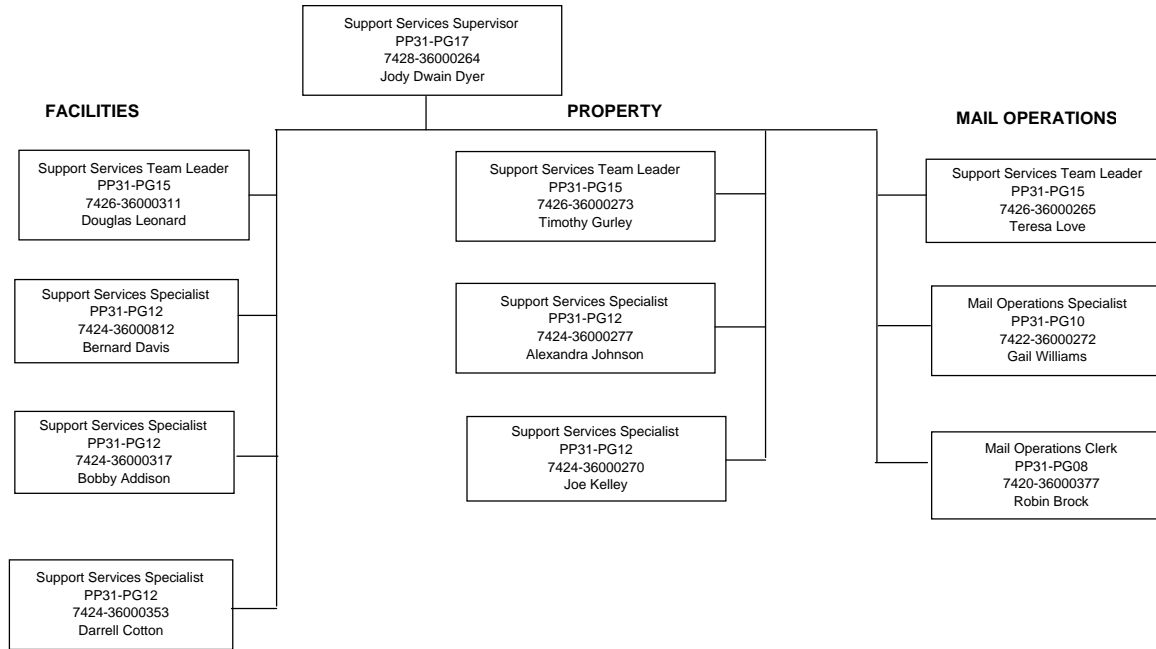 Support Services Supervisor
PP31-PG17
7428-36000264
Jody Dwain Dyer
FACILITIES
Support Services Team Leader
PP31-PG15
7426-36000311
Douglas Leonard
Support Services Specialist
PP31-PG12
7424-36000812
Bernard Davis
Support Services Specialist
PP31-PG12
7424-36000317
Bobby Addison
Support Services Specialist
PP31-PG12
7424-36000353
Darrell Cotton
PROPERTY
Support Services Team Leader
PP31-PG15
7426-36000273
Timothy Gurley
Support Services Specialist
PP31-PG12
7424-36000277
Alexandra Johnson
Support Services Specialist
PP31-PG12
7424-36000270
Joe Kelley
MAIL OPERATIONS
Support Services Team Leader
PP31-PG15
7426-36000265
Teresa Love
Mail Operations Specialist
PP31-PG10
7422-36000272
Gail Williams
Mail Operations Clerk
PP31-PG08
7420-36000377
Robin Brock